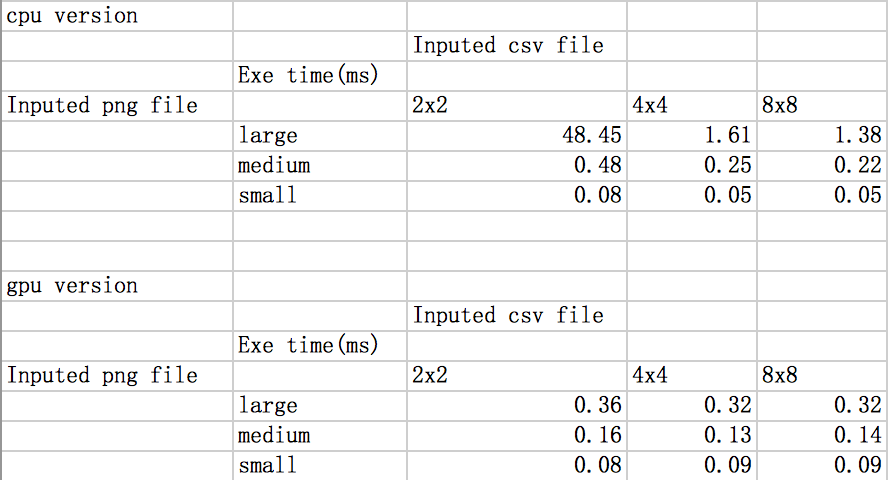 cpu version
Inputed csv file
Exe time(ms)
Inputed png file 2x2 4x4 8x8
large 48.45 1.61 1.38
medium 0.48 0.25 0.22
small 0.08 0.05 0.05
gpu version
Inputed csv file
Exe time(ms)
Inputed png file 2x2 4x4 8x8
large 0.36 0.32 0.32
medium 0.16 0.13 0.14
small 0.08 0.09 0.09